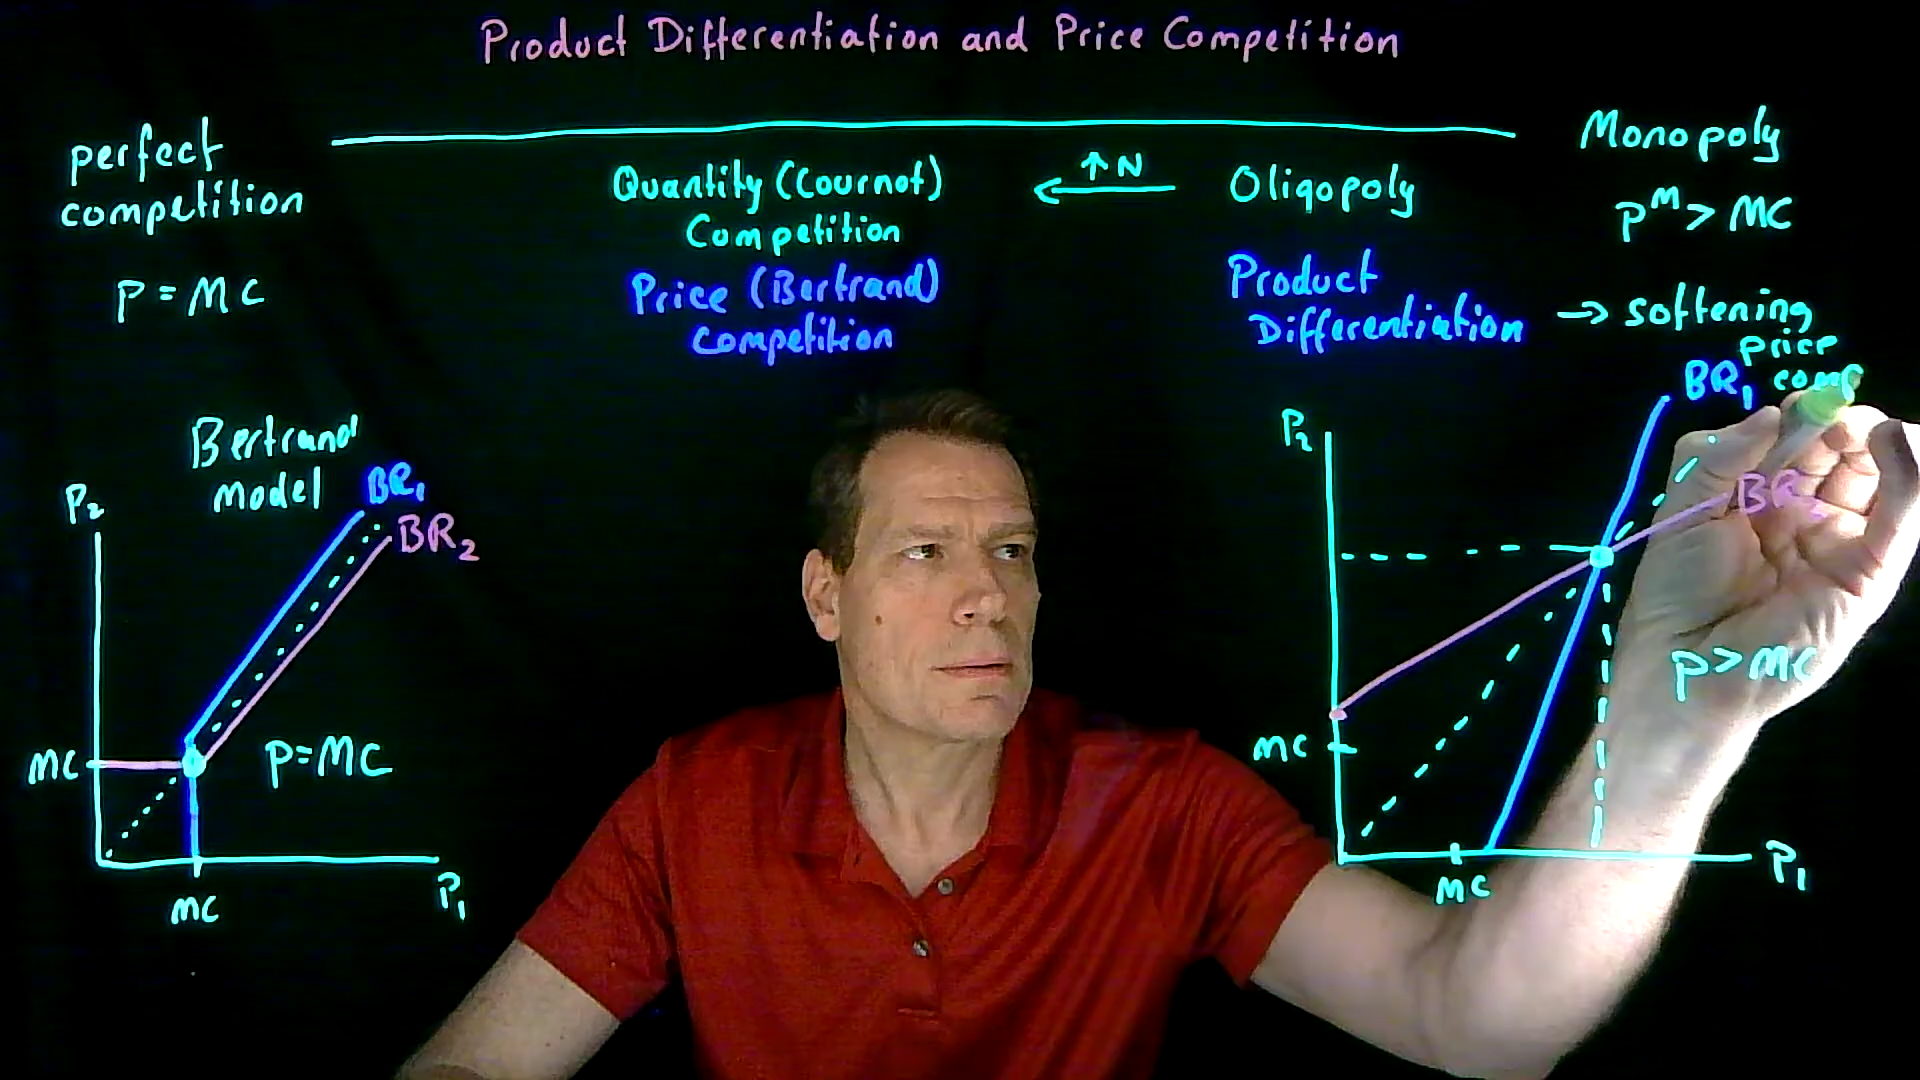 Product Differentiation and Price Competition
perfect
competition
P = MC
Quantity (Cournot)
Competition
Price (Bertrand)
Competition
↑ N
←
Oligopoly
Product
Differentiation
→ softening
price
comp
Monopoly
P^M > MC
Bertrand
model
P2
BR1
BR2
MC
P=MC
MC
P1
P2
BR1
BR2
P>MC
MC
MC
P1